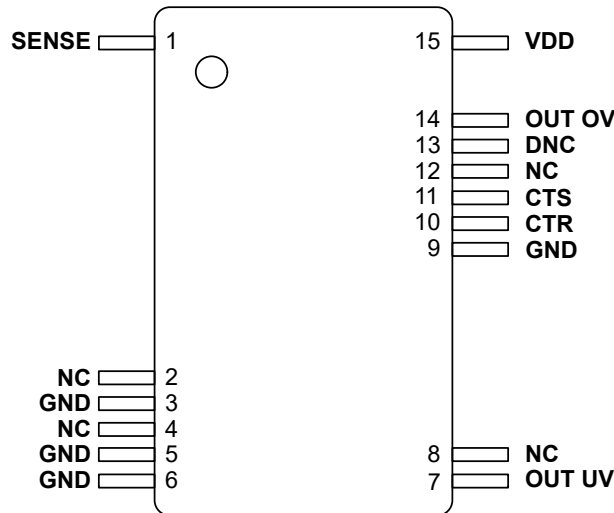 SENSE 1 15 VDD
14 OUT OV
13 DNC
12 NC
11 CTS
10 CTR
9 GND
NC 2
GND 3
NC 4
GND 5 8 NC
GND 6 7 OUT UV